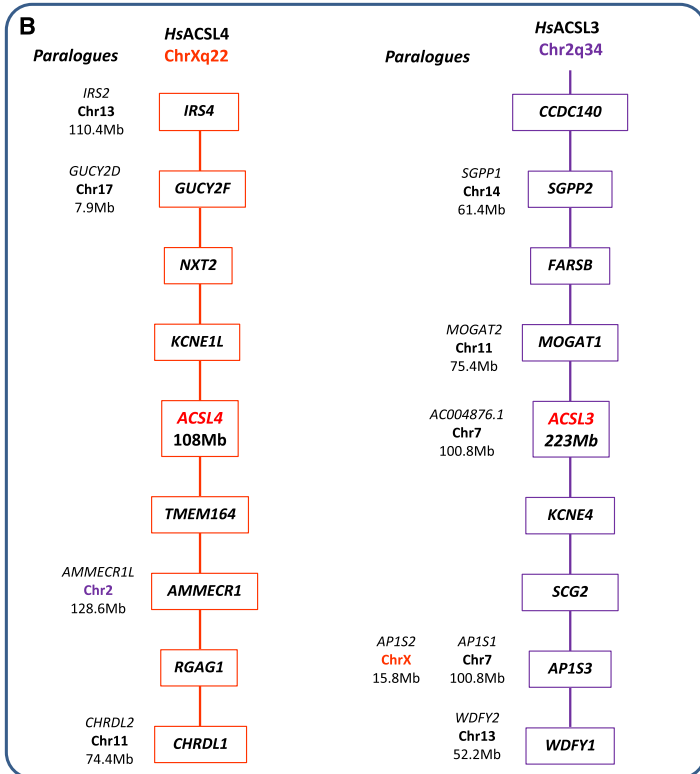 B
HsACSL4
ChrXq22
Paralogues
IRS2
Chr13
110.4Mb
IRS4
GUCY2D
Chr17
7.9Mb
GUCY2F
NXT2
KCNE1L
ACSL4
108Mb
TMEM164
AMMECR1L
Chr2
128.6Mb
AMMECR1
RGAG1
CHRDL2
Chr11
74.4Mb
CHRDL1
HsACSL3
Chr2q34
Paralogues
CCDC140
SGPP1
Chr14
61.4Mb
SGPP2
FARSB
MOGAT2
Chr11
75.4Mb
MOGAT1
AC004876.1
Chr7
100.8Mb
ACSL3
223Mb
KCNE4
SCG2
AP1S2
ChrX
15.8Mb
AP1S1
Chr7
100.8Mb
AP1S3
WDFY2
Chr13
52.2Mb
WDFY1